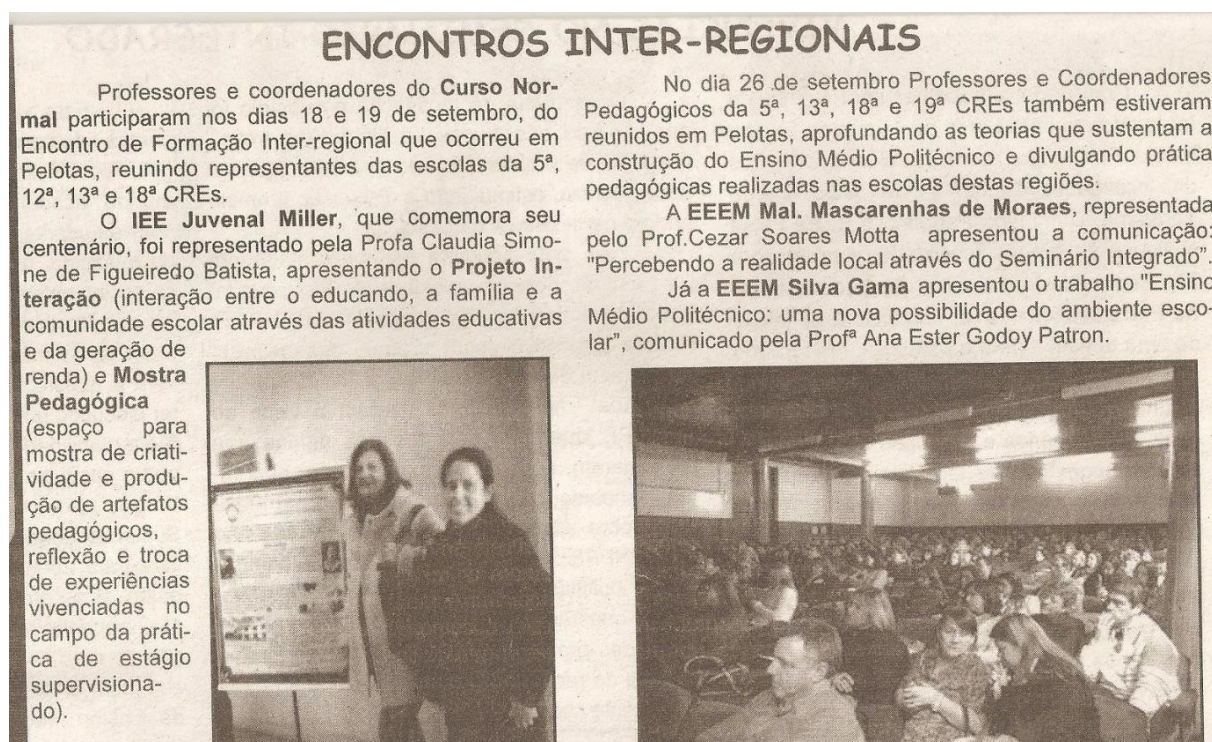 ENCONTROS INTER-REGIONAIS
Professores e coordenadores do Curso Nor-
mal participaram nos dias 18 e 19 de setembro, do
Encontro de Formação Inter-regional que ocorreu em
Pelotas, reunindo representantes das escolas da 5ª,
12ª, 13ª e 18ª CREs.
O IEE Juvenal Miller, que comemora seu
centenário, foi representado pela Profa Claudia Simo-
ne de Figueiredo Batista, apresentando o Projeto In-
teração (interação entre o educando, a família e a
comunidade escolar através das atividades educativas
e da geração de
renda) e Mostra
Pedagógica
(espaço para
mostra de criati-
vidade e produ-
ção de artefatos
pedagógicos,
reflexão e troca
de experiências
vivenciadas no
campo da práti-
ca de estágio
supervisiona-
do).
No dia 26 de setembro Professores e Coordenadores
Pedagógicos da 5ª, 13ª, 18ª e 19ª CREs também estiveram
reunidos em Pelotas, aprofundando as teorias que sustentam a
construção do Ensino Médio Politécnico e divulgando prática
pedagógicas realizadas nas escolas destas regiões.
A EEEM Mal. Mascarenhas de Moraes, representada
pelo Prof.Cezar Soares Motta apresentou a comunicação:
"Percebendo a realidade local através do Seminário Integrado".
Já a EEEM Silva Gama apresentou o trabalho "Ensino
Médio Politécnico: uma nova possibilidade do ambiente esco-
lar", comunicado pela Profª Ana Ester Godoy Patron.